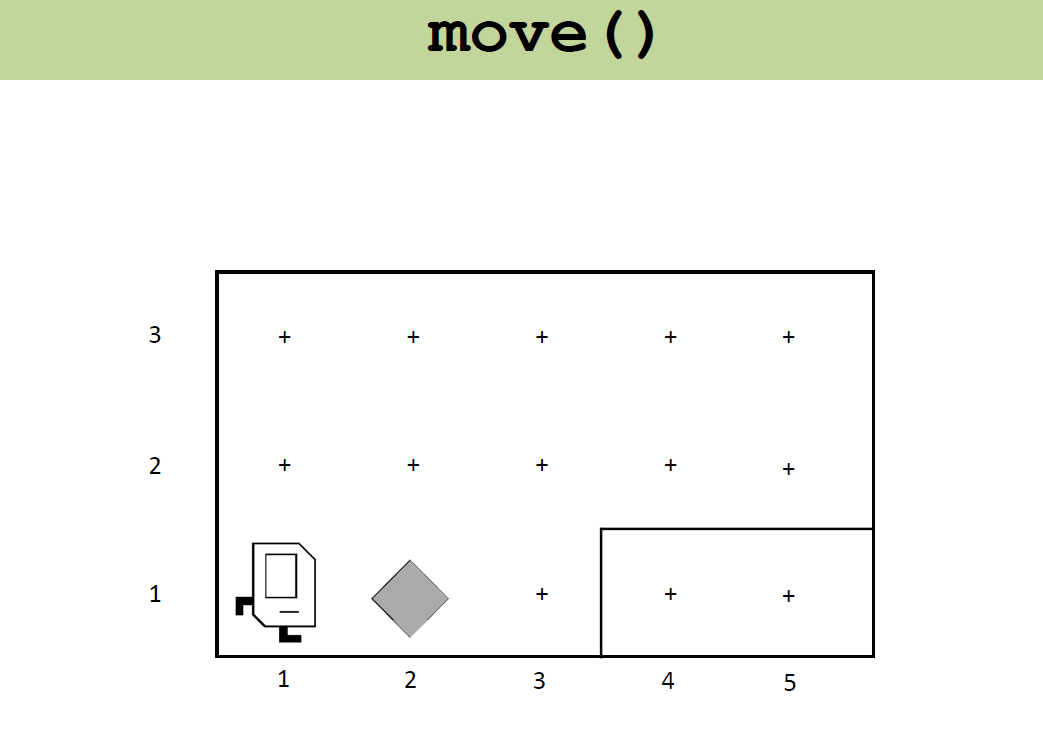 move()
3 + + + + +
2 + + + + +
1 + + +
1 2 3 4 5